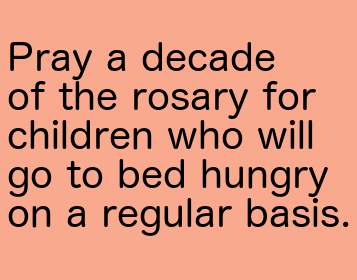 Pray a decade
of the rosary for
children who will
go to bed hungry
on a regular basis.